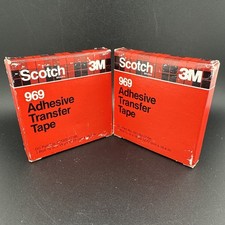 Scotch 3M
969
Adhesive
Transfer
Tape
Scotch 3M
969
Adhesive
Transfer
Tape